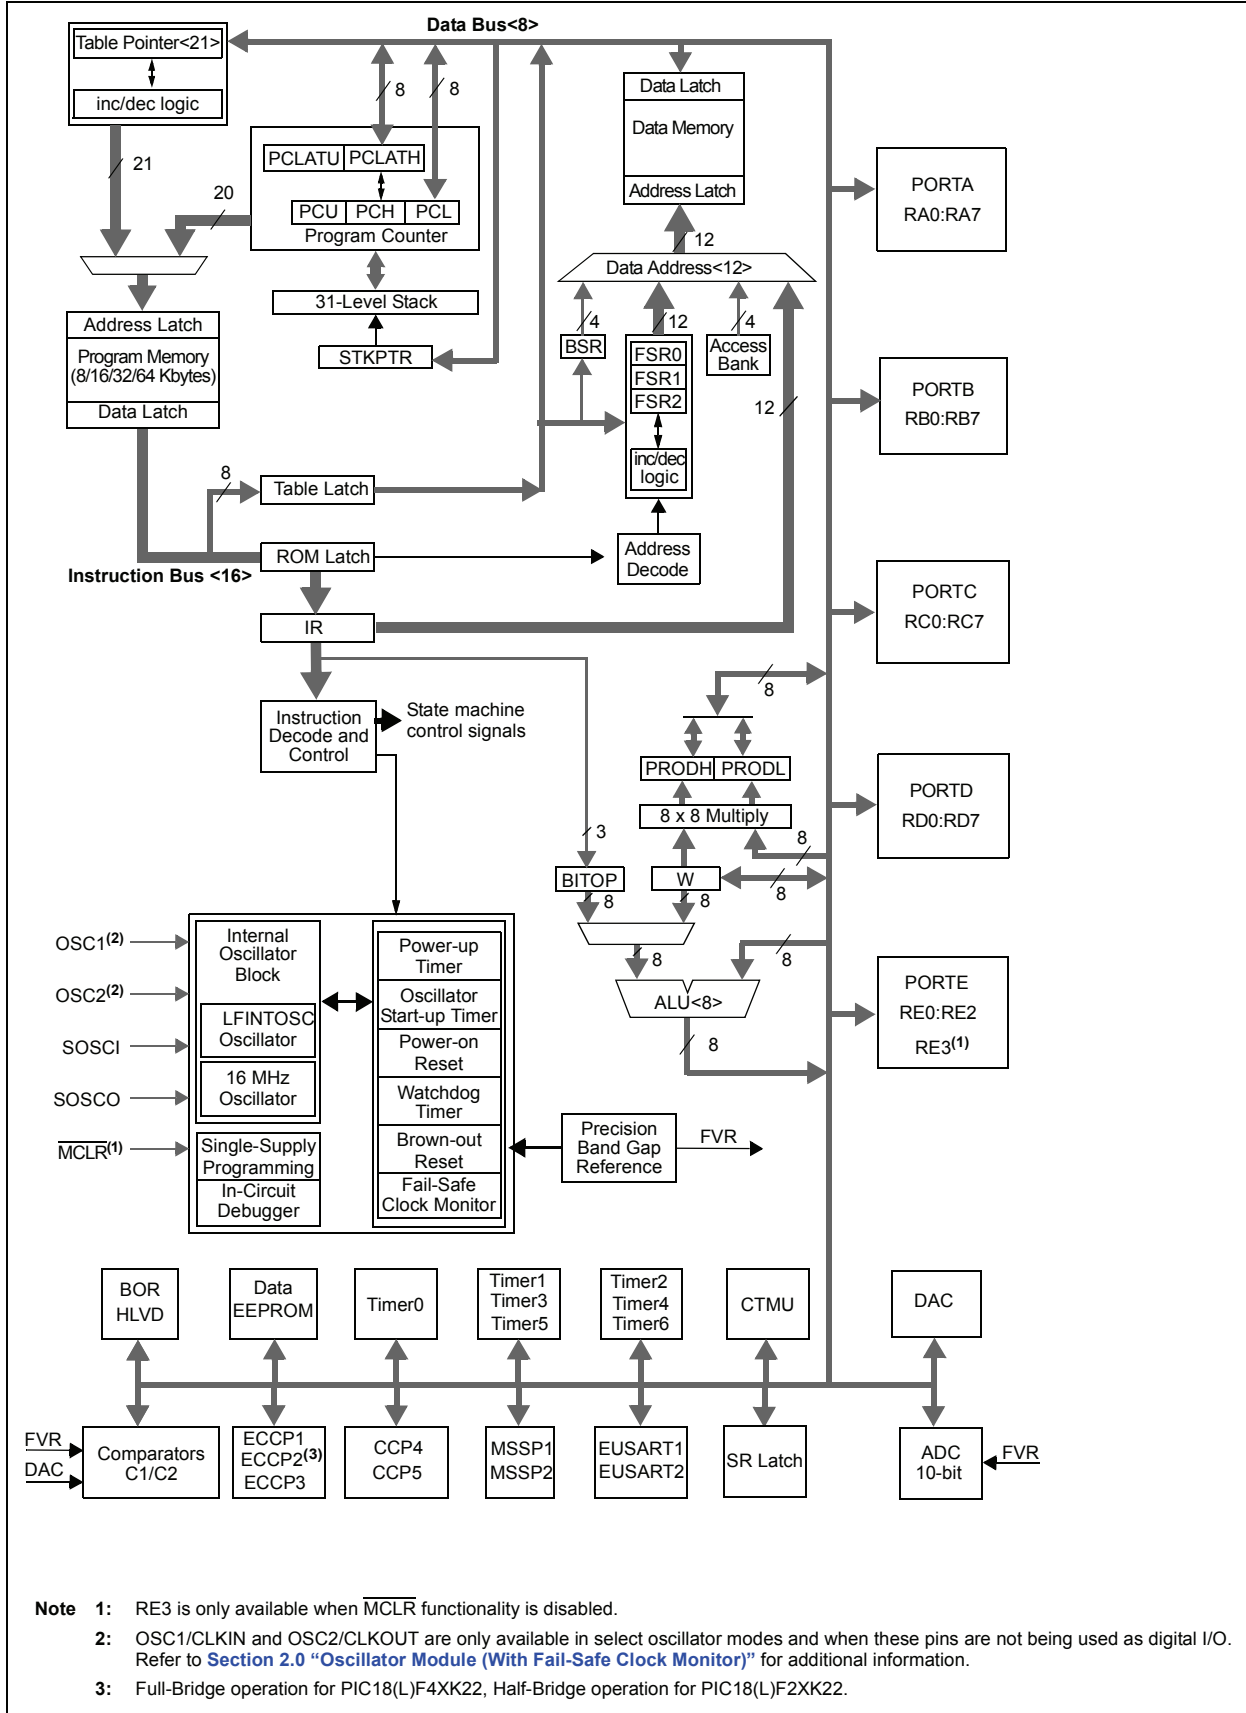 Data Bus<8>
Table Pointer<21>
inc/dec logic
21
20
8
8
PCLATU PCLATH
PCU PCH PCL
Program Counter
31-Level Stack
STKPTR
Data Latch
Data Memory
Address Latch
12
Data Address<12>
4
12
4
BSR
FSR0
FSR1
FSR2
inc/dec
logic
Access
Bank
12
Address
Decode
Address Latch
Program Memory
(8/16/32/64 Kbytes)
Data Latch
8
Table Latch
ROM Latch
Instruction Bus <16>
IR
Instruction
Decode and
Control
State machine
control signals
8
PRODH PRODL
8 x 8 Multiply
3
8
BITOP
W
8
8
8
8
8
ALU<8>
8
PORTA
RA0:RA7
PORTB
RB0:RB7
PORTC
RC0:RC7
PORTD
RD0:RD7
PORTE
RE0:RE2
RE3(1)
OSC1(2)
OSC2(2)
SOSCI
SOSCO
MCLR(1)
Internal
Oscillator
Block
LFINTOSC
Oscillator
16 MHz
Oscillator
Single-Supply
Programming
In-Circuit
Debugger
Power-up
Timer
Oscillator
Start-up Timer
Power-on
Reset
Watchdog
Timer
Brown-out
Reset
Fail-Safe
Clock Monitor
Precision
Band Gap
Reference
FVR
BOR
HLVD
Data
EEPROM
Timer0
Timer1
Timer3
Timer5
Timer2
Timer4
Timer6
CTMU
DAC
FVR
DAC
Comparators
C1/C2
ECCP1
ECCP2(3)
ECCP3
CCP4
CCP5
MSSP1
MSSP2
EUSART1
EUSART2
SR Latch
ADC
10-bit
FVR
Note 1: RE3 is only available when MCLR functionality is disabled.
2: OSC1/CLKIN and OSC2/CLKOUT are only available in select oscillator modes and when these pins are not being used as digital I/O.
Refer to Section 2.0 “Oscillator Module (With Fail-Safe Clock Monitor)” for additional information.
3: Full-Bridge operation for PIC18(L)F4XK22, Half-Bridge operation for PIC18(L)F2XK22.